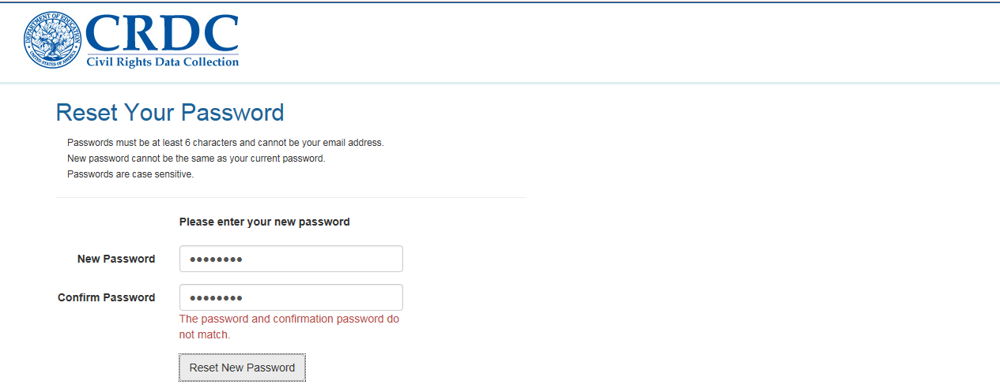 DEPARTMENT OF EDUCATION
UNITED STATES OF AMERICA
CRDC
Civil Rights Data Collection
Reset Your Password
Passwords must be at least 6 characters and cannot be your email address.
New password cannot be the same as your current password.
Passwords are case sensitive.
Please enter your new password
New Password ●●●●●●●●
Confirm Password ●●●●●●●●
The password and confirmation password do
not match.
Reset New Password